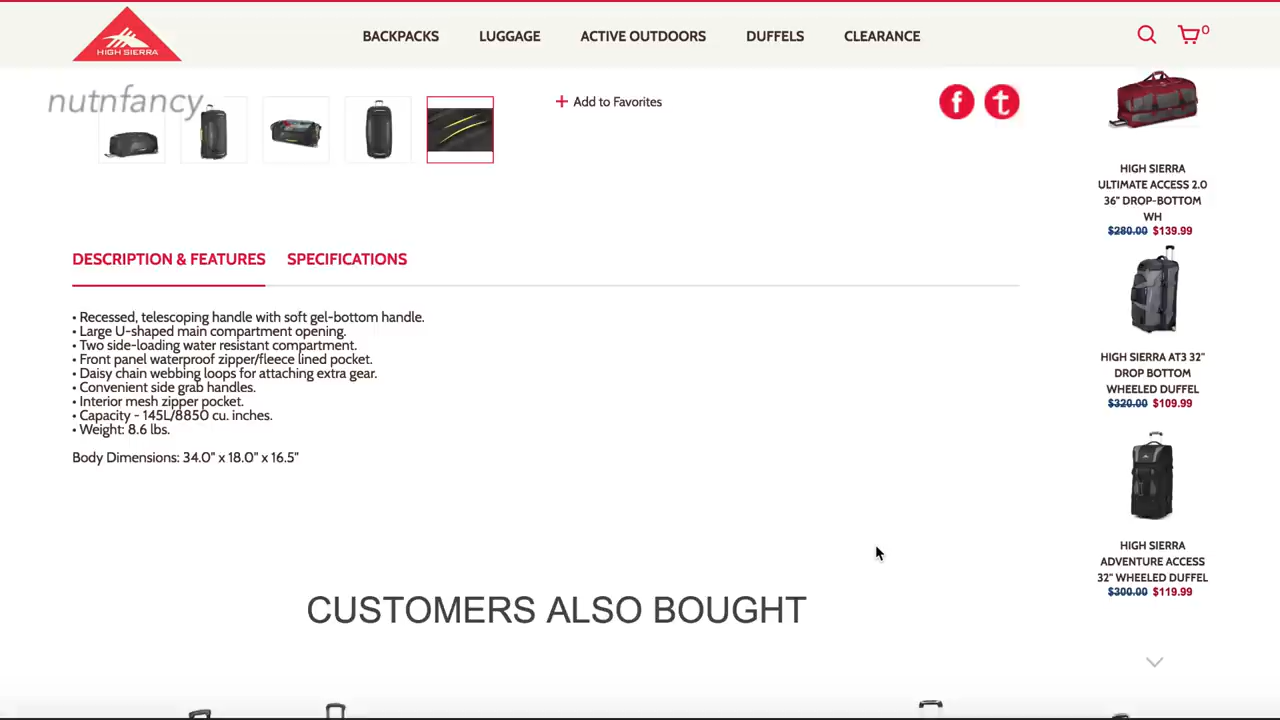 HIGH SIERRA
BACKPACKS
LUGGAGE
ACTIVE OUTDOORS
DUFFELS
CLEARANCE
0
nutnfancy
Add to Favorites
f
t
HIGH SIERRA
ULTIMATE ACCESS 2.0
36" DROP-BOTTOM
WH
$280.00 $139.99
DESCRIPTION & FEATURES
SPECIFICATIONS
• Recessed, telescoping handle with soft gel-bottom handle.
• Large U-shaped main compartment opening.
• Two side-loading water resistant compartment.
• Front panel waterproof zipper/fleece lined pocket.
• Daisy chain webbing loops for attaching extra gear.
• Convenient side grab handles.
• Interior mesh zipper pocket.
• Capacity - 145L/8850 cu. inches.
• Weight: 8.6 lbs.
Body Dimensions: 34.0" x 18.0" x 16.5"
HIGH SIERRA AT3 32"
DROP BOTTOM
WHEELED DUFFEL
$320.00 $109.99
HIGH SIERRA
ADVENTURE ACCESS
32" WHEELED DUFFEL
$300.00 $119.99
CUSTOMERS ALSO BOUGHT